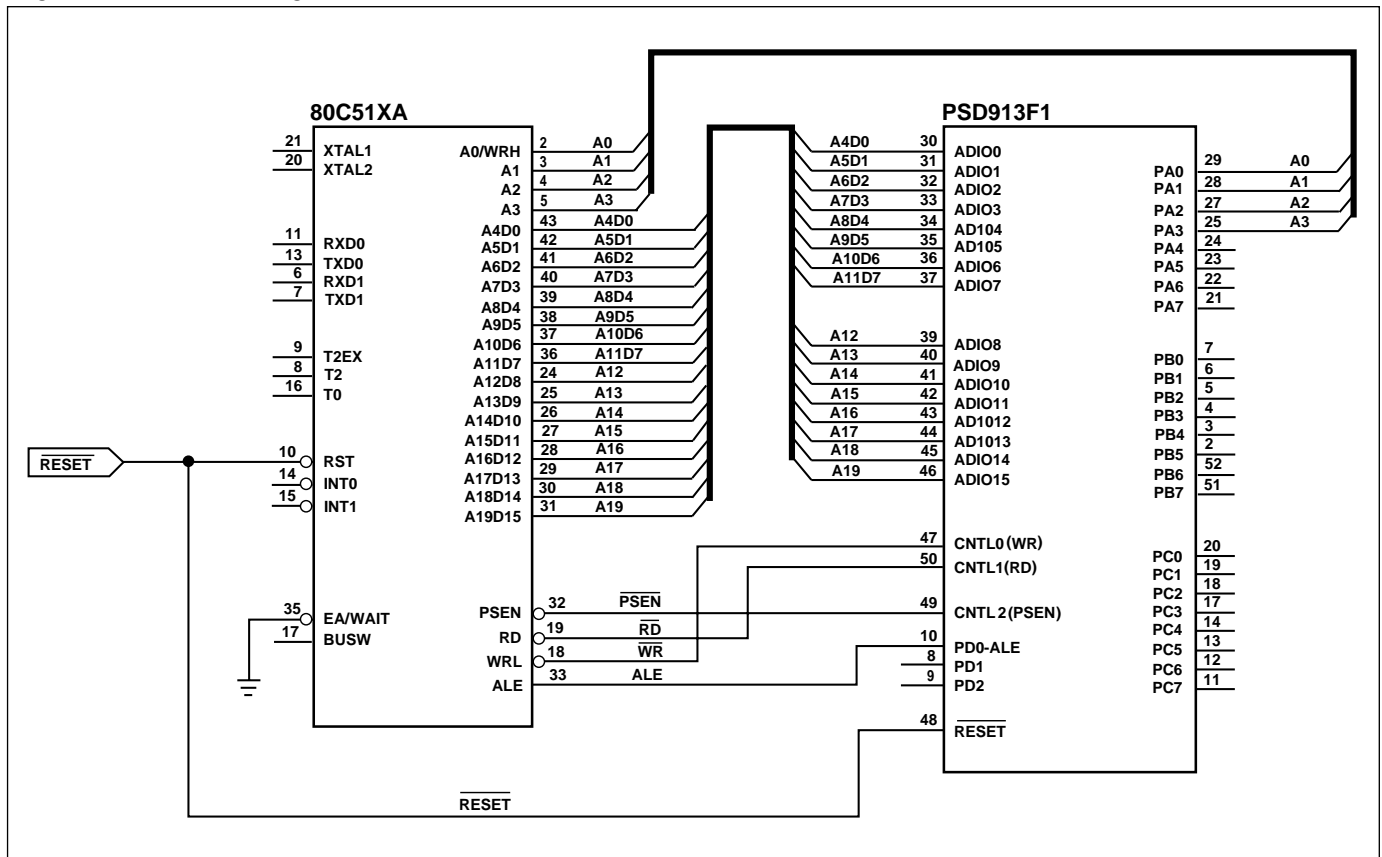 80C51XA
21 XTAL1
20 XTAL2
11 RXD0
13 TXD0
6 RXD1
7 TXD1
9 T2EX
8 T2
16 T0
RESET
10 RST
14 INT0
15 INT1
35 EA/WAIT
17 BUSW
A0/WRH 2 A0
A1 3 A1
A2 4 A2
A3 5 A3
A4D0 43 A4D0
A5D1 42 A5D1
A6D2 41 A6D2
A7D3 40 A7D3
A8D4 39 A8D4
A9D5 38 A9D5
A10D6 37 A10D6
A11D7 36 A11D7
A12D8 24 A12
A13D9 25 A13
A14D10 26 A14
A15D11 27 A15
A16D12 28 A16
A17D13 29 A17
A18D14 30 A18
A19D15 31 A19
PSEN 32 PSEN
RD 19 RD
WRL 18 WR
ALE 33 ALE
RESET
PSD913F1
A4D0 30 ADIO0
A5D1 31 ADIO1
A6D2 32 ADIO2
A7D3 33 ADIO3
A8D4 34 AD104
A9D5 35 AD105
A10D6 36 ADIO6
A11D7 37 ADIO7
A12 39 ADIO8
A13 40 ADIO9
A14 41 ADIO10
A15 42 ADIO11
A16 43 AD1012
A17 44 AD1013
A18 45 ADIO14
A19 46 ADIO15
47 CNTL0 (WR)
50 CNTL1(RD)
49 CNTL2(PSEN)
10 PD0-ALE
8 PD1
9 PD2
48 RESET
PA0 29 A0
PA1 28 A1
PA2 27 A2
PA3 25 A3
PA4 24
PA5 23
PA6 22
PA7 21
PB0 7
PB1 6
PB2 5
PB3 4
PB4 3
PB5 2
PB6 52
PB7 51
PC0 20
PC1 19
PC2 18
PC3 17
PC4 14
PC5 13
PC6 12
PC7 11